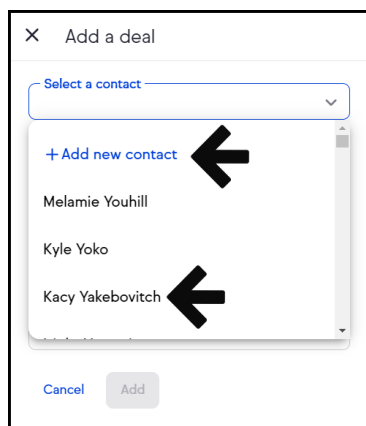 Add a deal
Select a contact
+Add new contact
Melamie Youhill
Kyle Yoko
Kacy Yakebovitch
Cancel
Add